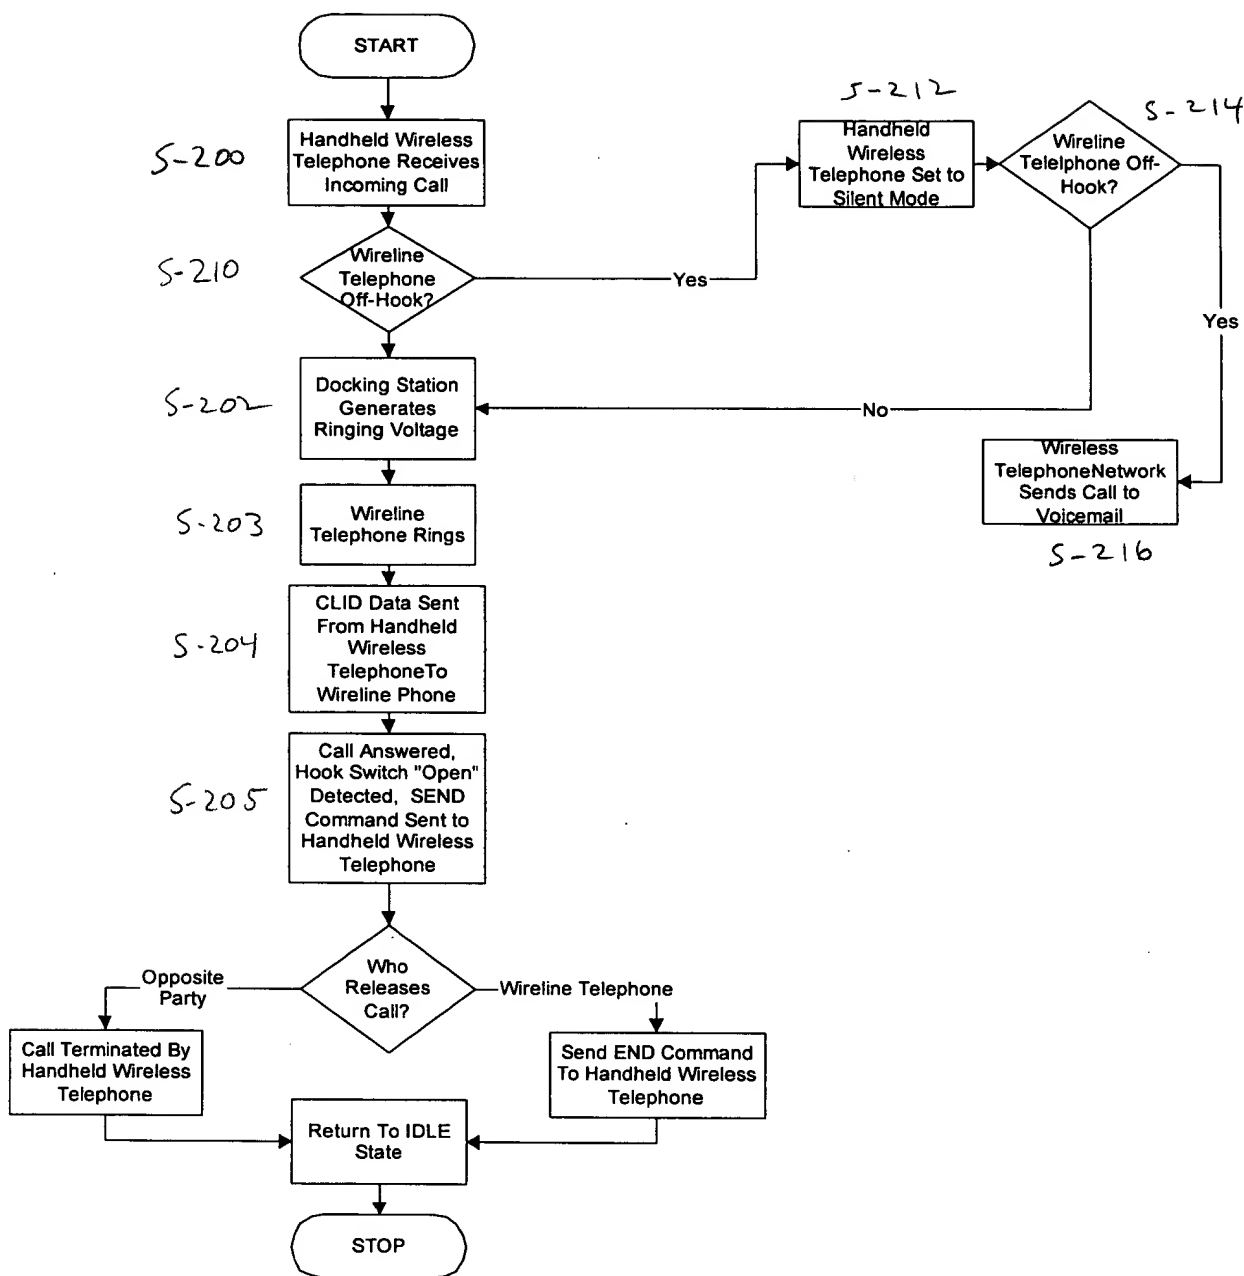 START
S-200
Handheld Wireless
Telephone Receives
Incoming Call
S-210
Wireline
Telephone
Off-Hook?
Yes
S-212
Handheld
Wireless
Telephone Set to
Silent Mode
S-214
Wireline
Telelphone Off-
Hook?
Yes
No
Wireless
TelephoneNetwork
Sends Call to
Voicemail
S-216
S-202
Docking Station
Generates
Ringing Voltage
S-203
Wireline
Telephone Rings
S-204
CLID Data Sent
From Handheld
Wireless
TelephoneTo
Wireline Phone
S-205
Call Answered,
Hook Switch "Open"
Detected, SEND
Command Sent to
Handheld Wireless
Telephone
Who
Releases
Call?
Opposite
Party
Wireline Telephone
Call Terminated By
Handheld Wireless
Telephone
Send END Command
To Handheld Wireless
Telephone
Return To IDLE
State
STOP